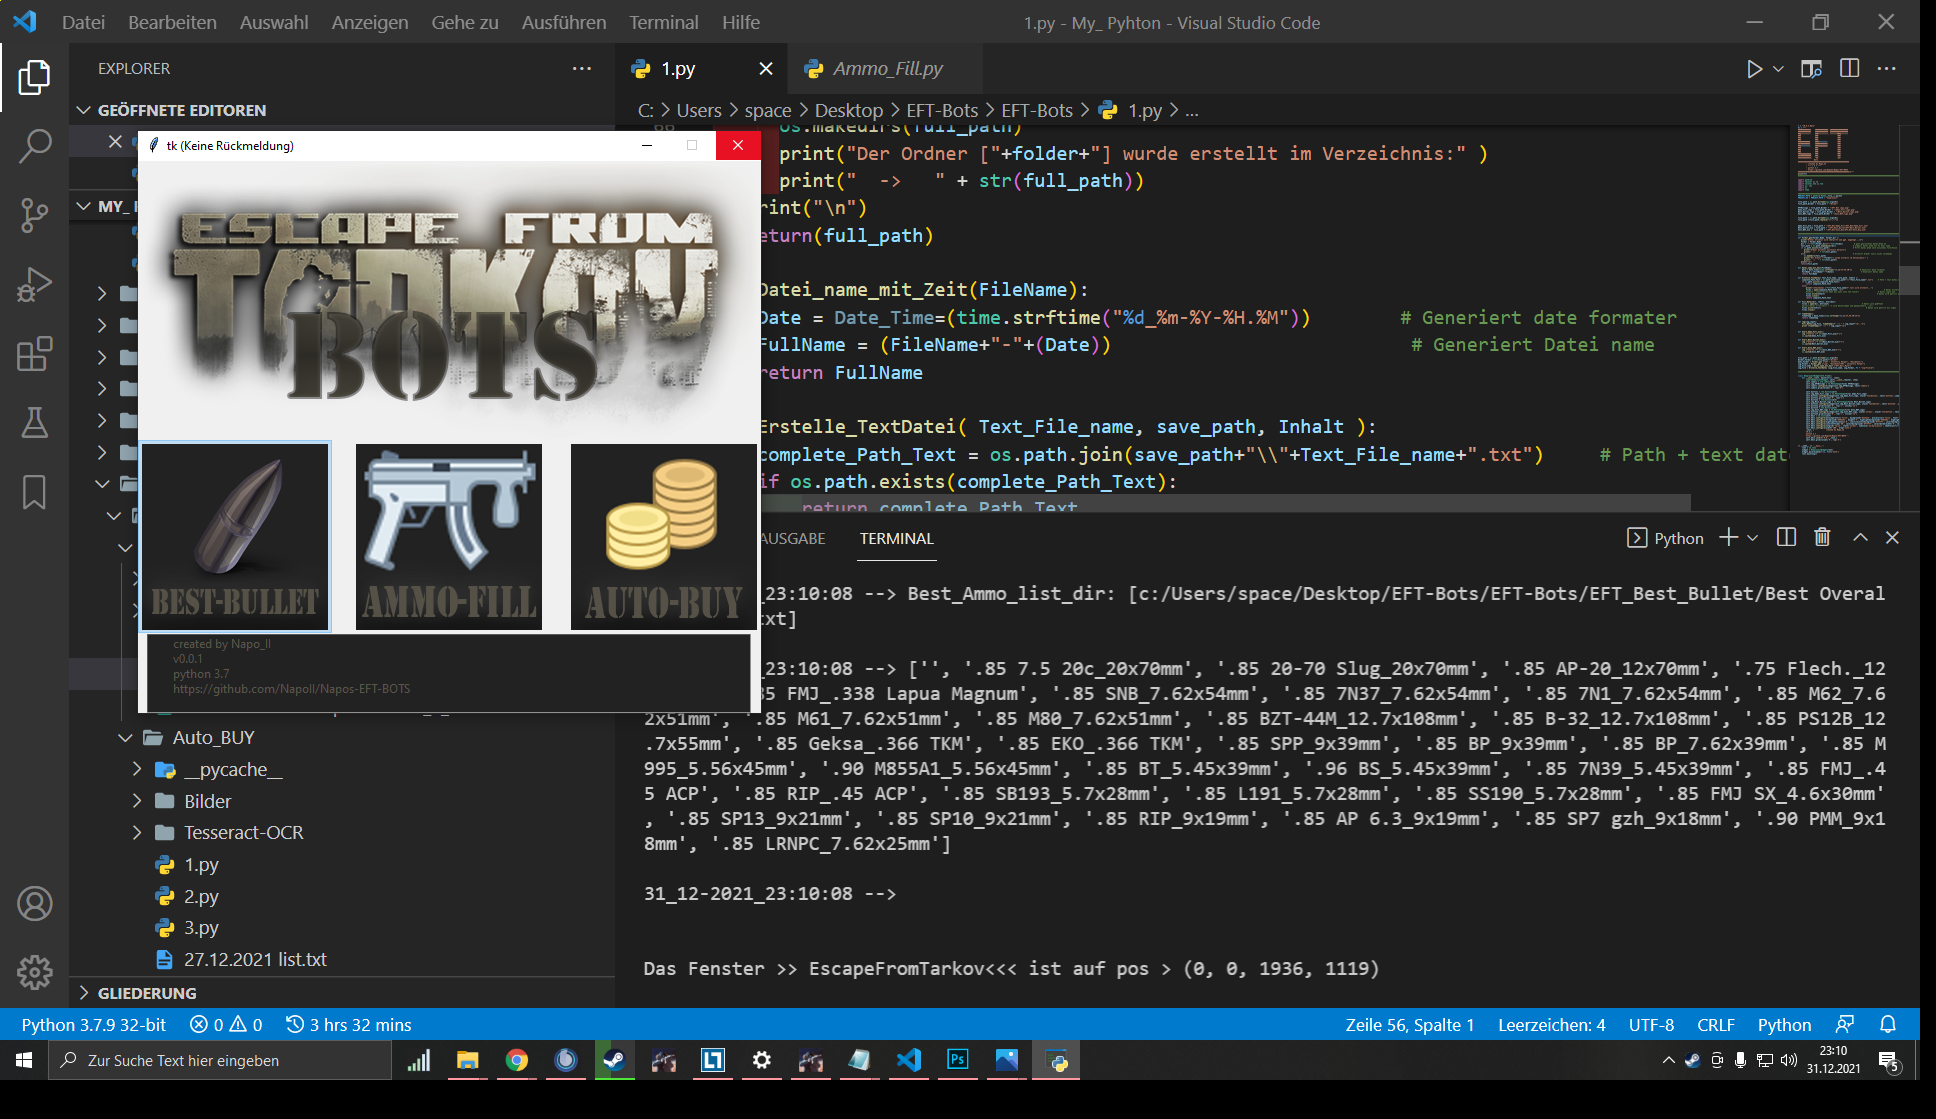 Datei Bearbeiten Auswahl Anzeigen Gehe zu Ausführen Terminal Hilfe
1.py - My_ Pyhton - Visual Studio Code
EXPLORER
1.py
Ammo_Fill.py
GEÖFFNETE EDITOREN
C: > Users > space > Desktop > EFT-Bots > EFT-Bots > 1.py > ...
tk (Keine Rückmeldung)
MY_
ESCAPE FROM
TARKOV
BOTS
BEST-BULLET
AMMO-FILL
AUTO-BUY
created by Napo_II
v0.0.1
python 3.7
https://github.com/NapoII/Napos-EFT-BOTS
os.makedirs(full_path)
print("Der Ordner ["+folder+"] wurde erstellt im Verzeichnis:" )
print("  ->   " + str(full_path))
rint("\n")
eturn(full_path)
Datei_name_mit_Zeit(FileName):
Date = Date_Time=(time.strftime("%d_%m-%Y-%H.%M")) # Generiert date formater
FullName = (FileName+"-"+(Date)) # Generiert Datei name
return FullName
Erstelle_TextDatei( Text_File_name, save_path, Inhalt ):
complete_Path_Text = os.path.join(save_path+"\\"+Text_File_name+".txt") # Path + text dat
if os.path.exists(complete_Path_Text):
return complete_Path_Text
AUSGABE
TERMINAL
Python
_23:10:08 --> Best_Ammo_list_dir: [c:/Users/space/Desktop/EFT-Bots/EFT-Bots/EFT_Best_Bullet/Best Overal
xt]
_23:10:08 --> ['', '.85 7.5 20c_20x70mm', '.85 20-70 Slug_20x70mm', '.85 AP-20_12x70mm', '.75 Flech._12
85 FMJ_.338 Lapua Magnum', '.85 SNB_7.62x54mm', '.85 7N37_7.62x54mm', '.85 7N1_7.62x54mm', '.85 M62_7.6
2x51mm', '.85 M61_7.62x51mm', '.85 M80_7.62x51mm', '.85 BZT-44M_12.7x108mm', '.85 B-32_12.7x108mm', '.85 PS12B_12
.7x55mm', '.85 Geksa_.366 TKM', '.85 EKO_.366 TKM', '.85 SPP_9x39mm', '.85 BP_9x39mm', '.85 BP_7.62x39mm', '.85 M
995_5.56x45mm', '.90 M855A1_5.56x45mm', '.85 BT_5.45x39mm', '.96 BS_5.45x39mm', '.85 7N39_5.45x39mm', '.85 FMJ_.4
5 ACP', '.85 RIP_.45 ACP', '.85 SB193_5.7x28mm', '.85 L191_5.7x28mm', '.85 SS190_5.7x28mm', '.85 FMJ SX_4.6x30mm'
, '.85 SP13_9x21mm', '.85 SP10_9x21mm', '.85 RIP_9x19mm', '.85 AP 6.3_9x19mm', '.85 SP7 gzh_9x18mm', '.90 PMM_9x1
8mm', '.85 LRNPC_7.62x25mm']
31_12-2021_23:10:08 -->
Das Fenster >> EscapeFromTarkov<<< ist auf pos > (0, 0, 1936, 1119)
Auto_BUY
__pycache__
Bilder
Tesseract-OCR
1.py
2.py
3.py
27.12.2021 list.txt
GLIEDERUNG
Python 3.7.9 32-bit 0 0 3 hrs 32 mins
Zeile 56, Spalte 1 Leerzeichen: 4 UTF-8 CRLF Python
Zur Suche Text hier eingeben
Ps
23:10
31.12.2021
5